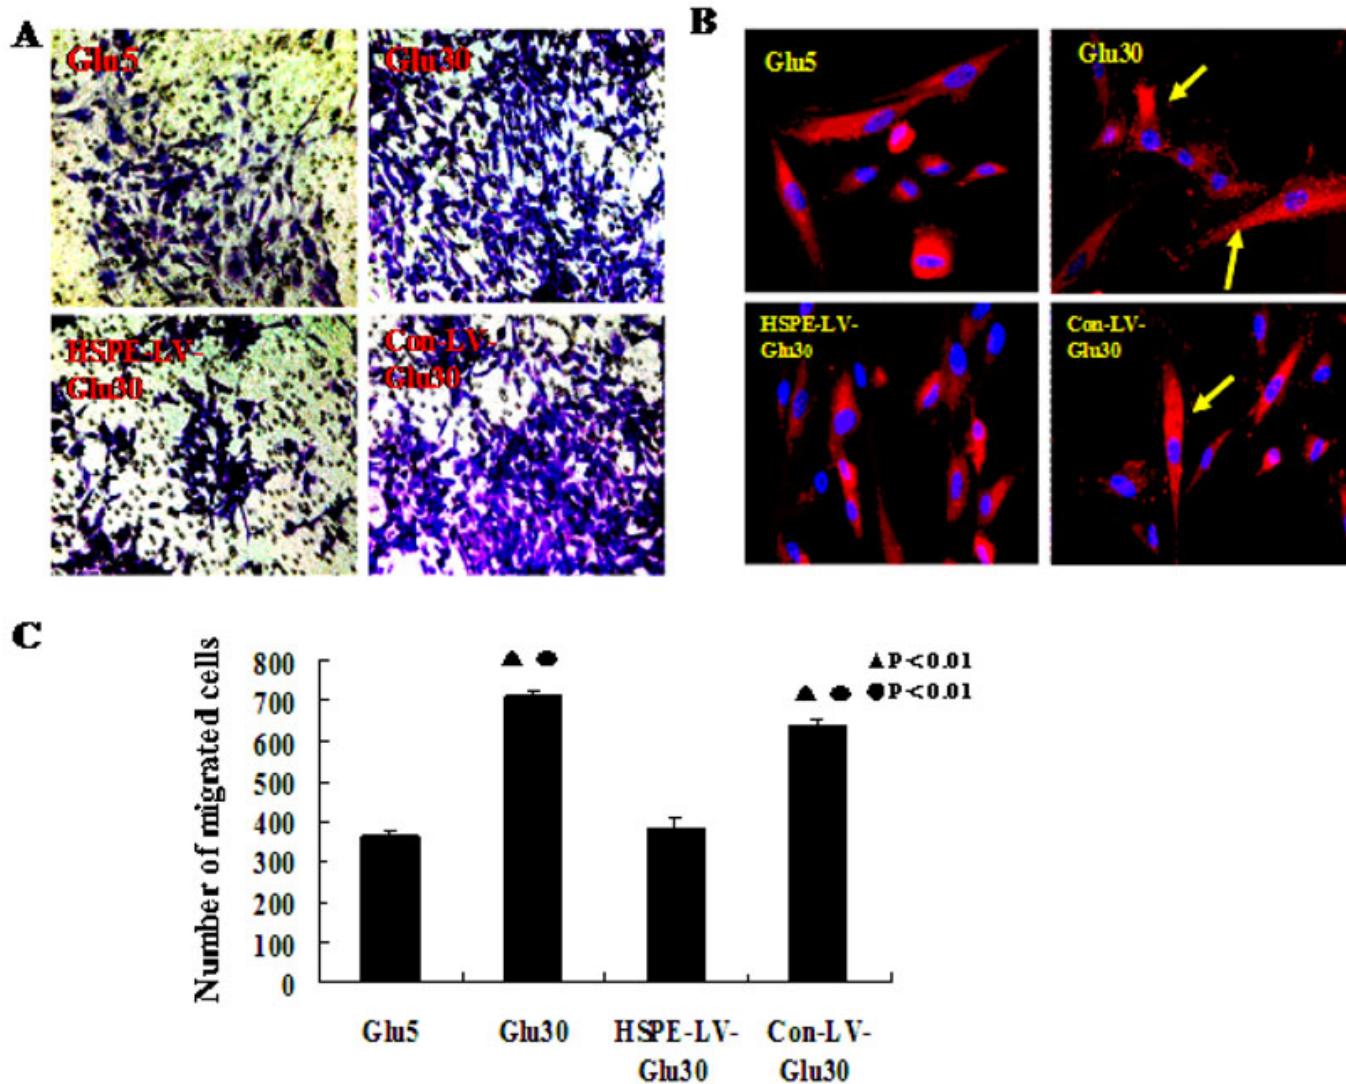 A
B
Glu5
Glu30
HSPE-LV-
Glu30
Con-LV-
Glu30
Glu5
Glu30
HSPE-LV-
Glu30
Con-LV-
Glu30
C
Number of migrated cells
800
700
600
500
400
300
200
100
0
▲ ●
▲ ●
▲P<0.01
●P<0.01
Glu5
Glu30
HSPE-LV-
Glu30
Con-LV-
Glu30